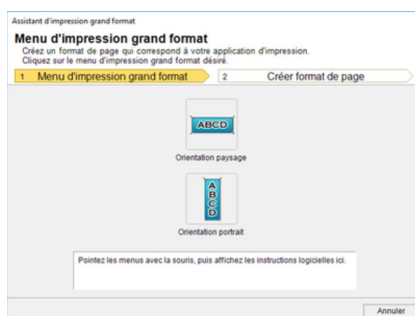 Assistant d'impression grand format
Menu d'impression grand format
Créez un format de page qui correspond à votre application d'impression.
Cliquez sur le menu d'impression grand format désiré.
1 Menu d'impression grand format
2 Créer format de page
ABCD
Orientation paysage
A
B
C
D
Orientation portrait
Pointez les menus avec la souris, puis affichez les instructions logicielles ici.
Annuler